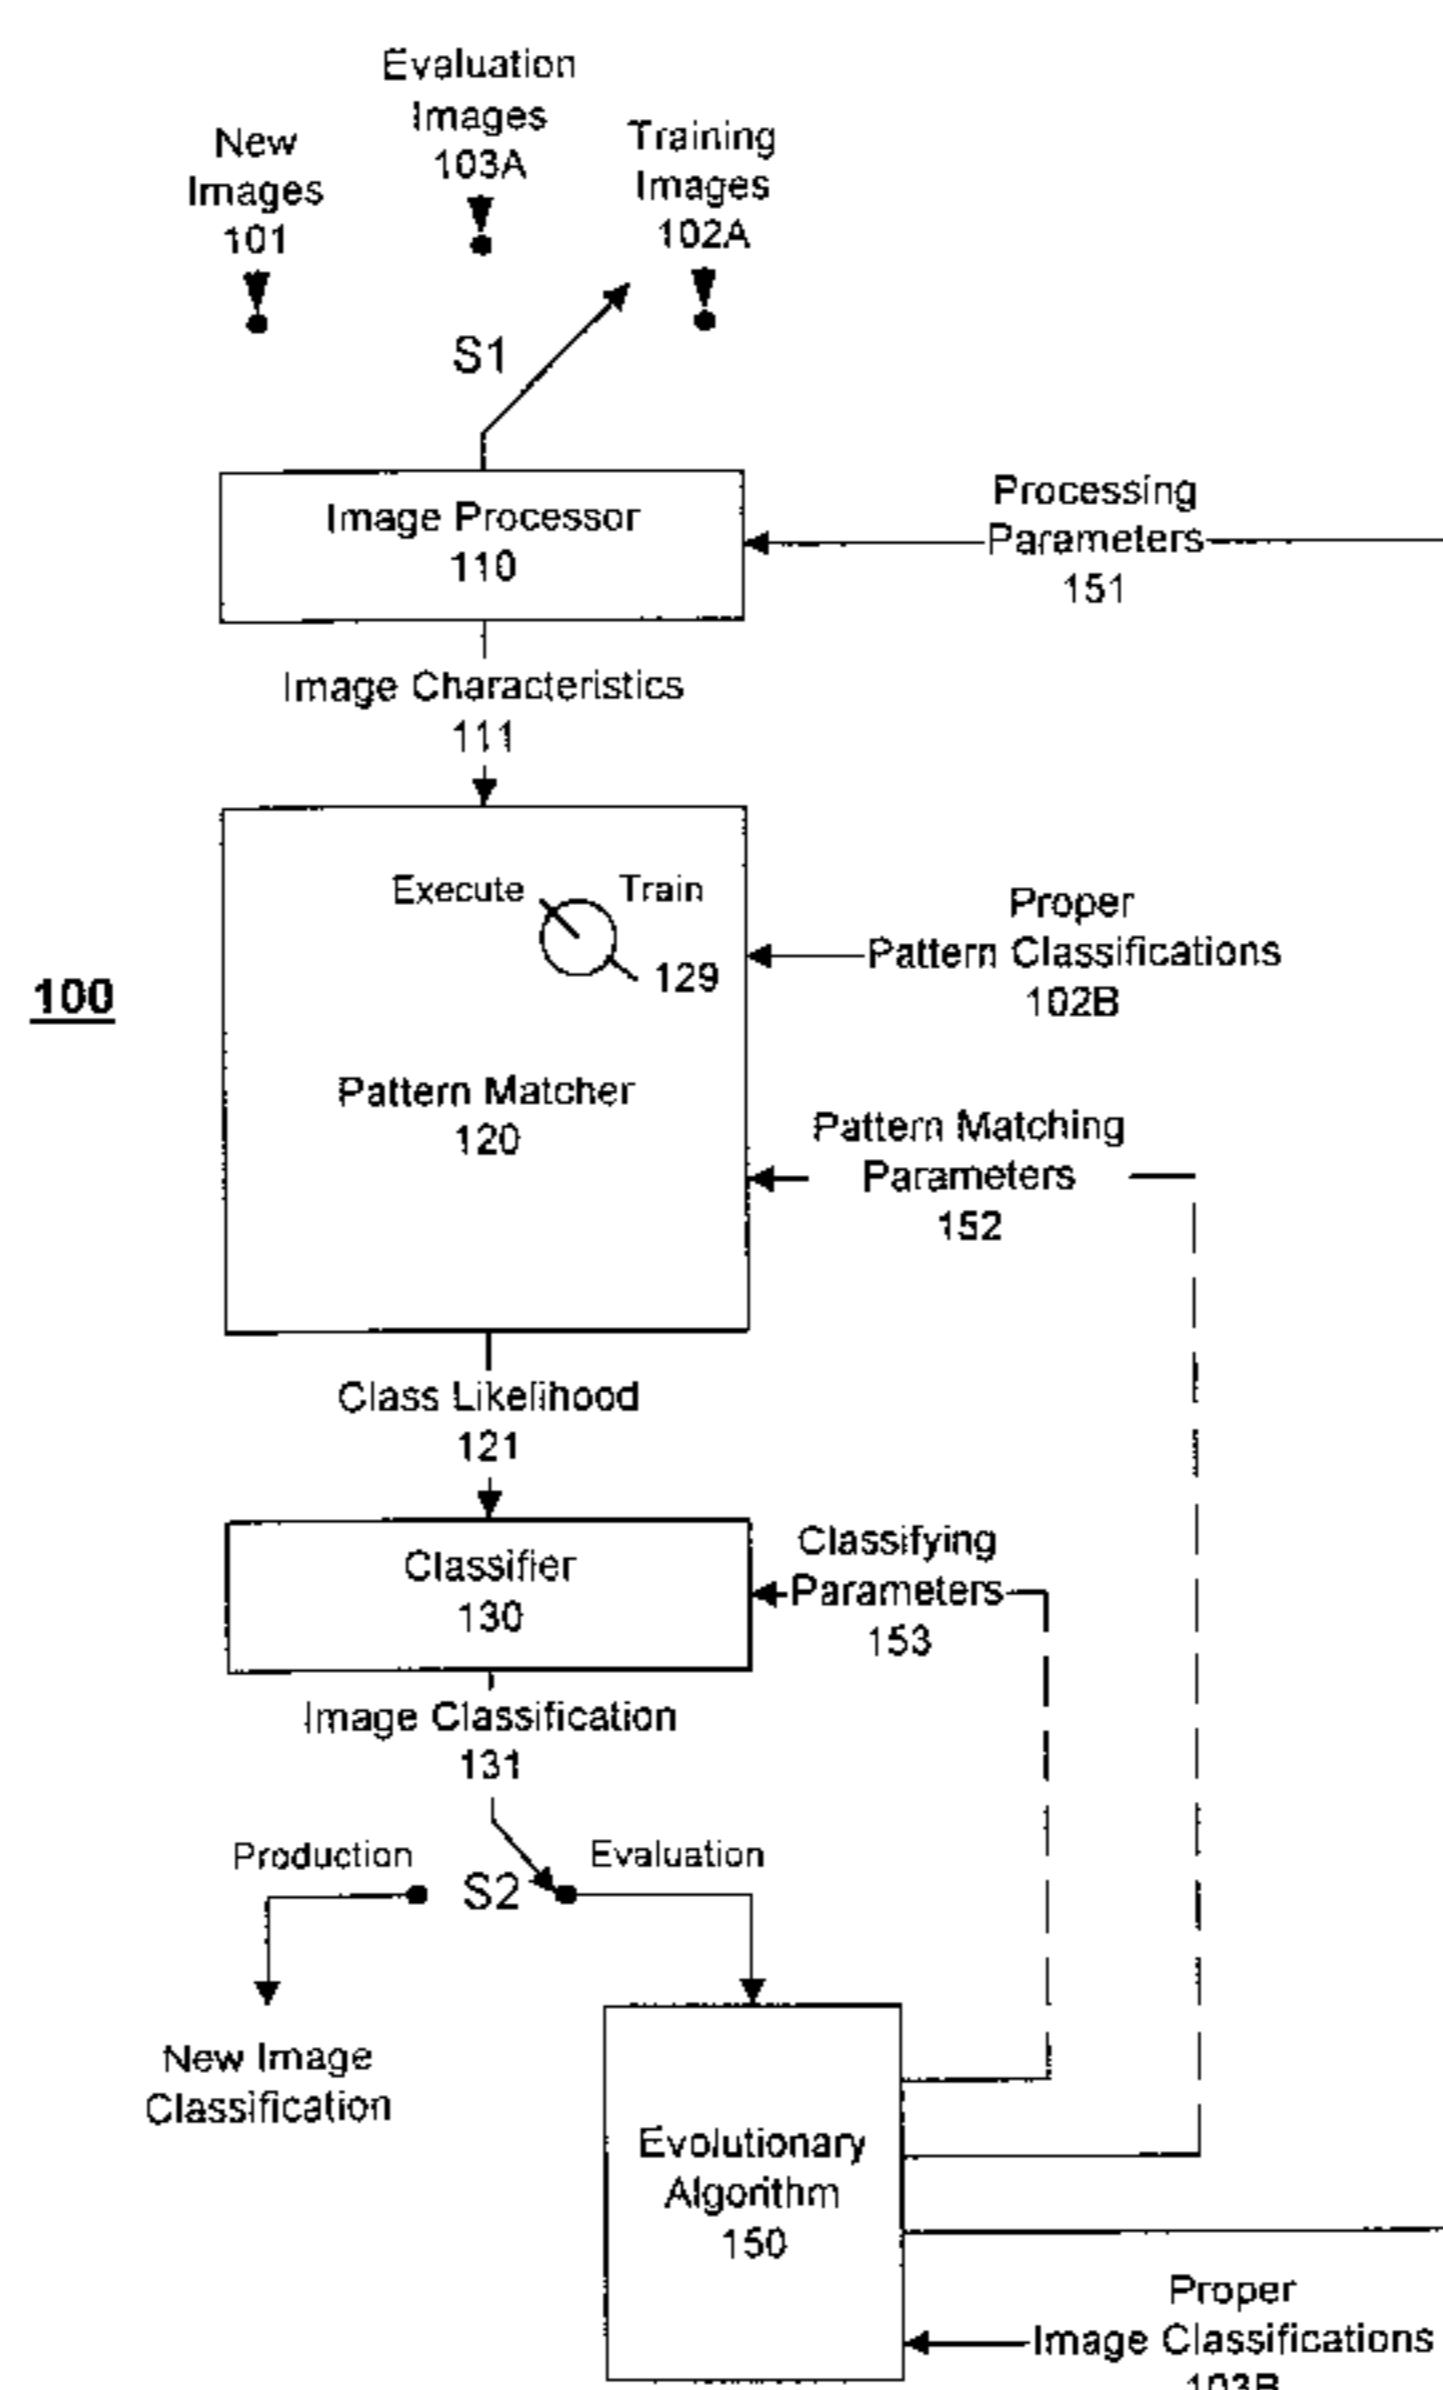 Evaluation
Images
103A
New
Images
101
Training
Images
102A
S1
Image Processor
110
Processing
Parameters
151
Image Characteristics
111
Execute
Train
129
Proper
Pattern Classifications
102B
100
Pattern Matcher
120
Pattern Matching
Parameters
152
Class Likelihood
121
Classifier
130
Classifying
Parameters
153
Image Classification
131
Production
S2
Evaluation
New Image
Classification
Evolutionary
Algorithm
150
Proper
Image Classifications
103B